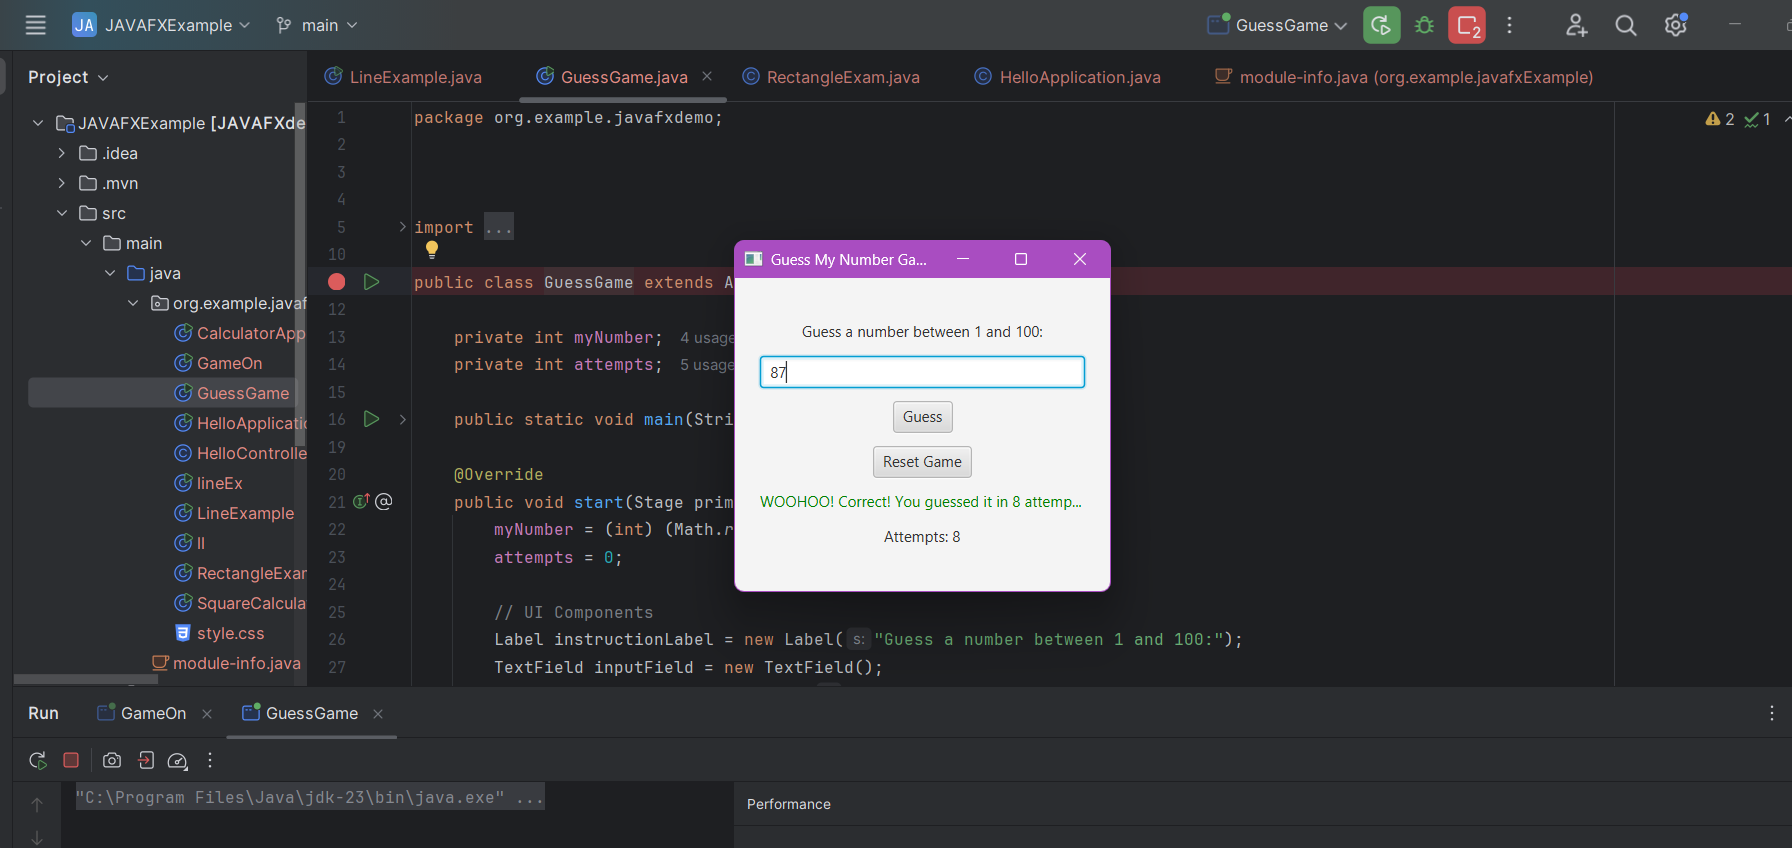 JA JAVAFXExample main GuessGame 2
Project
LineExample.java GuessGame.java RectangleExam.java HelloApplication.java module-info.java (org.example.javafxExample)
JAVAFXExample [JAVAFXde
.idea
.mvn
src
main
java
org.example.javaf
CalculatorApp
GameOn
GuessGame
HelloApplicatio
HelloControlle
lineEx
LineExample
ll
RectangleExar
SquareCalcula
style.css
module-info.java
2 1
1 package org.example.javafxdemo;
2
3
4
5 import ...
10
public class GuessGame extends A
12
13 private int myNumber; 4 usage
14 private int attempts; 5 usage
15
16 public static void main(Stri
19
20 @Override
21 @ public void start(Stage prim
22 myNumber = (int) (Math.r
23 attempts = 0;
24
25 // UI Components
26 Label instructionLabel = new Label( s: "Guess a number between 1 and 100:");
27 TextField inputField = new TextField();
Guess My Number Ga...
Guess a number between 1 and 100:
87
Guess
Reset Game
WOOHOO! Correct! You guessed it in 8 attemp...
Attempts: 8
Run GameOn GuessGame
"C:\Program Files\Java\jdk-23\bin\java.exe" ...
Performance